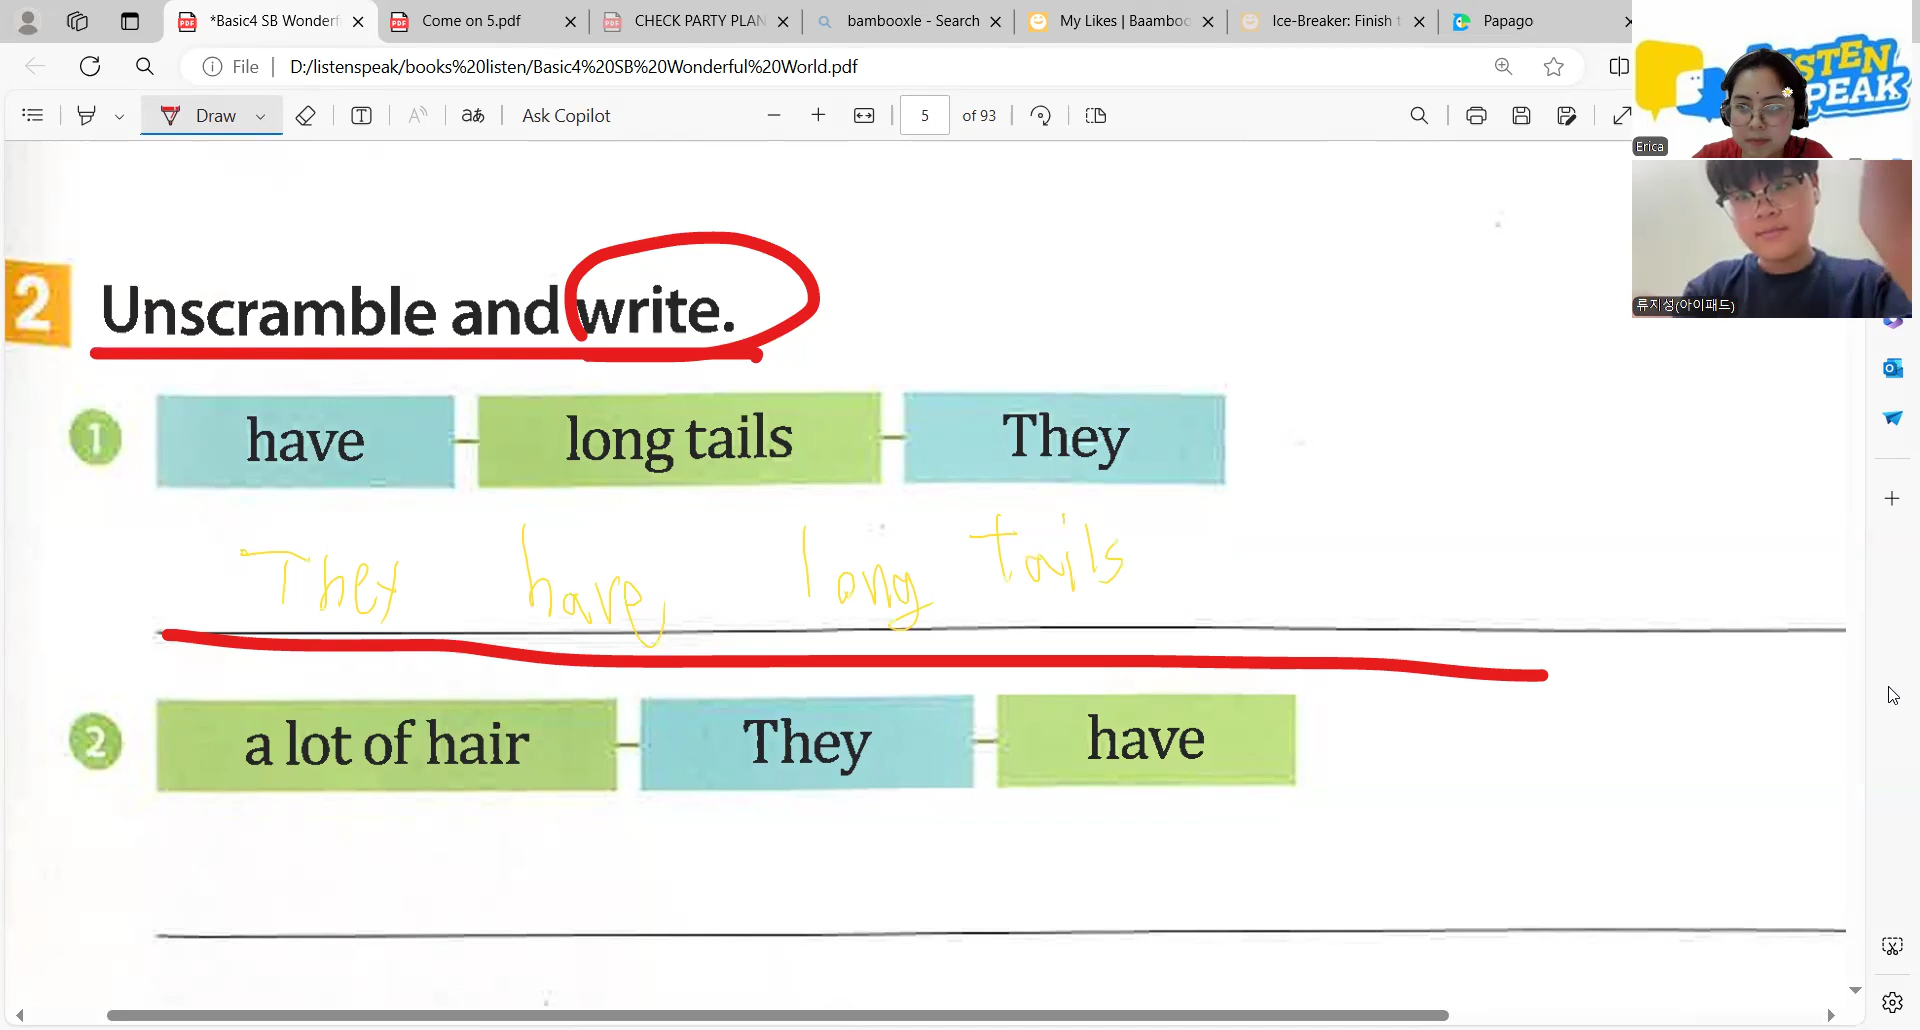 *Basic4 SB Wonderf
Come on 5.pdf
CHECK PARTY PLAN
bambooxle - Search
My Likes | Baamboo
Ice-Breaker: Finish t
Papago
File
D:/listenspeak/books%20listen/Basic4%20SB%20Wonderful%20World.pdf
Draw
Ask Copilot
5
of 93
LISTEN
SPEAK
Erica
류지성(아이패드)
2 Unscramble and write.
1 have long tails They
They have long tails
2 a lot of hair They have